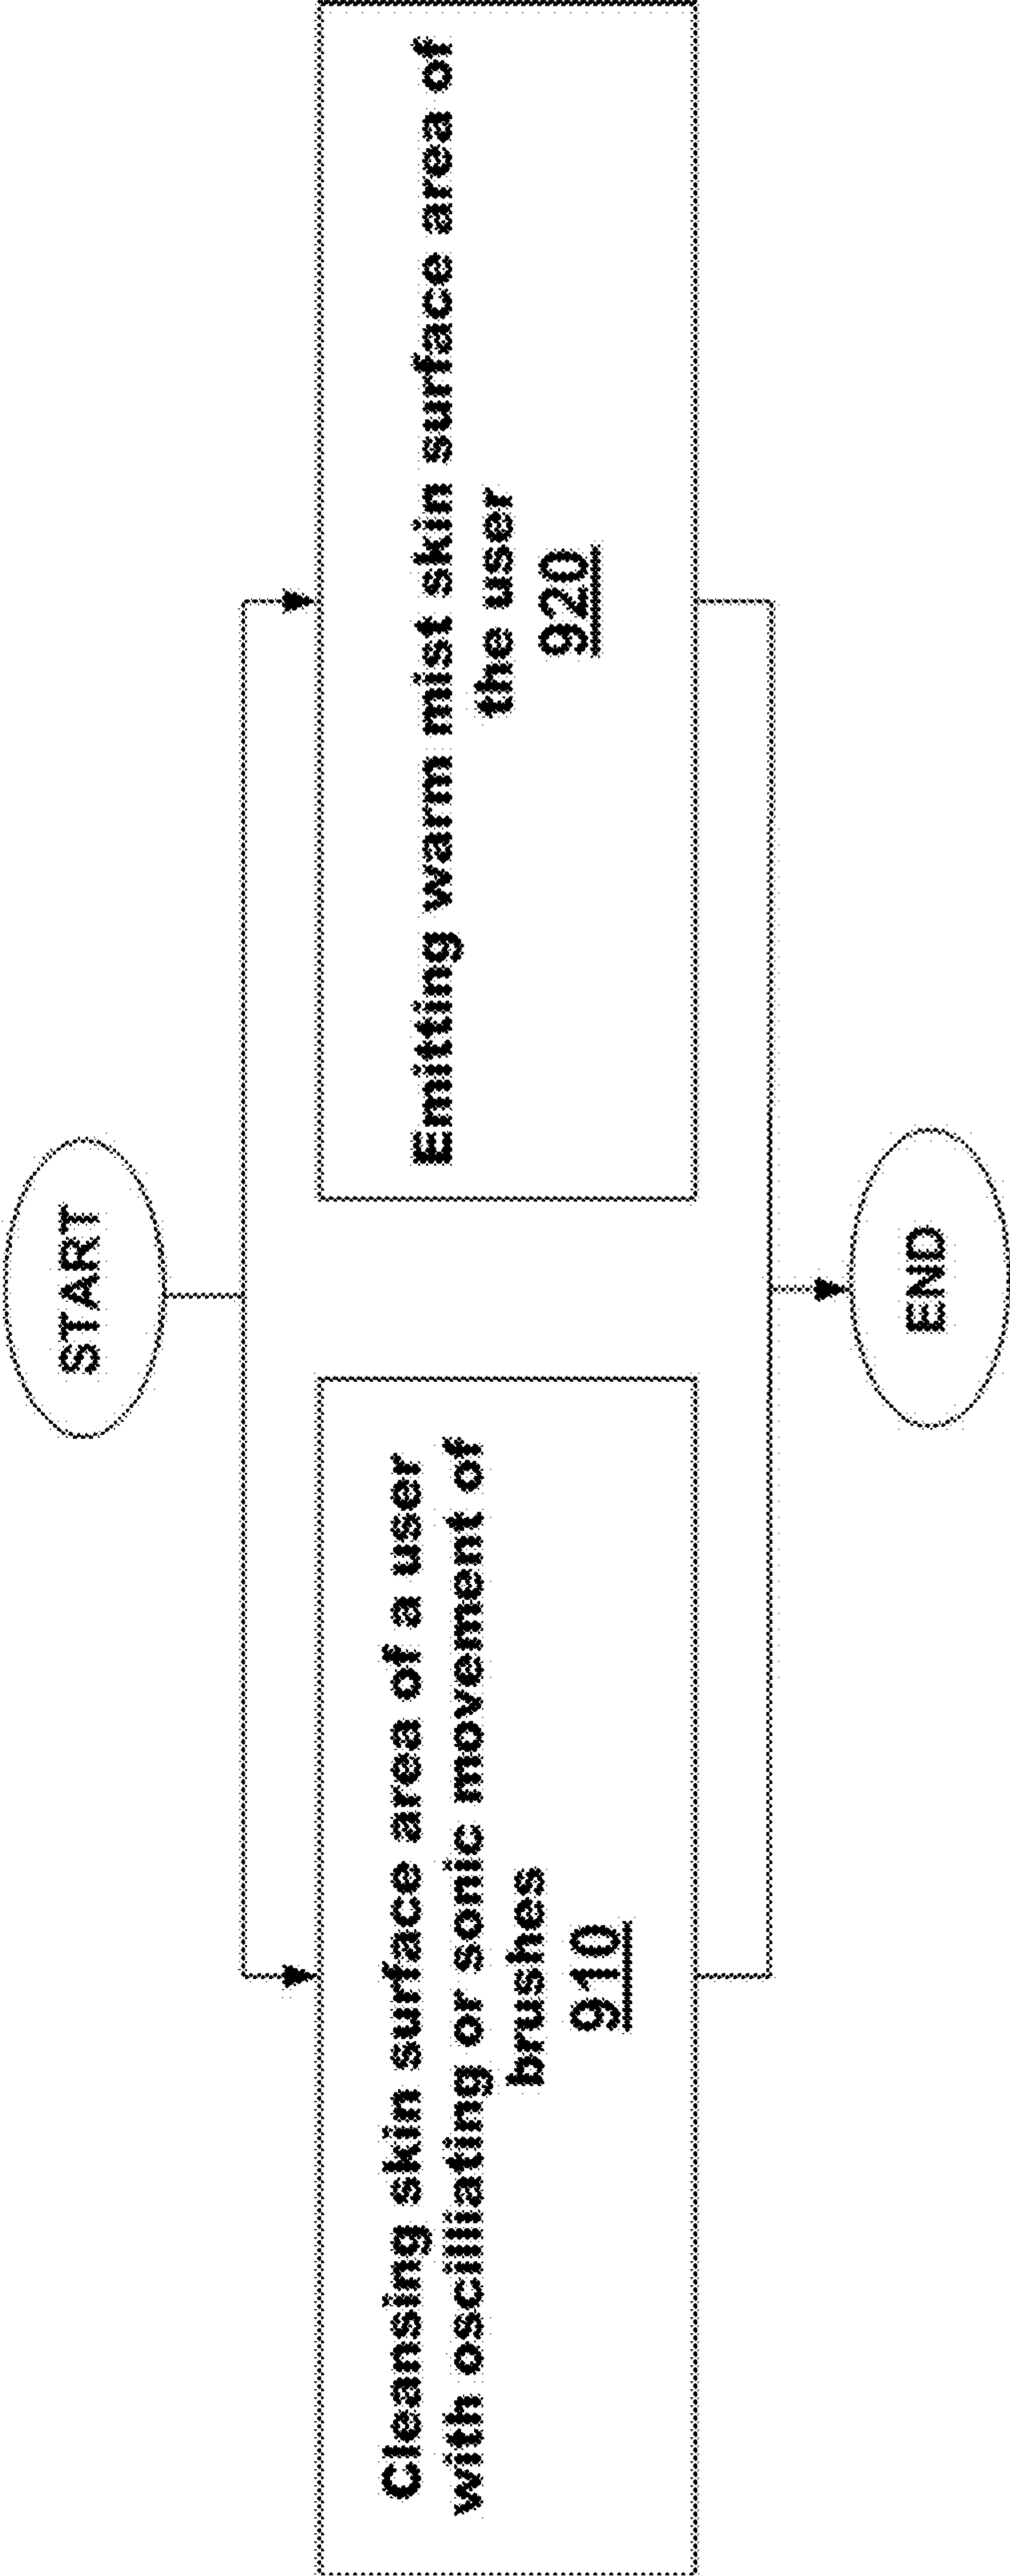 START
Cleansing skin surface area of a user
with oscillating or sonic movement of
brushes
910
Emitting warm mist skin surface area of
the user
920
END